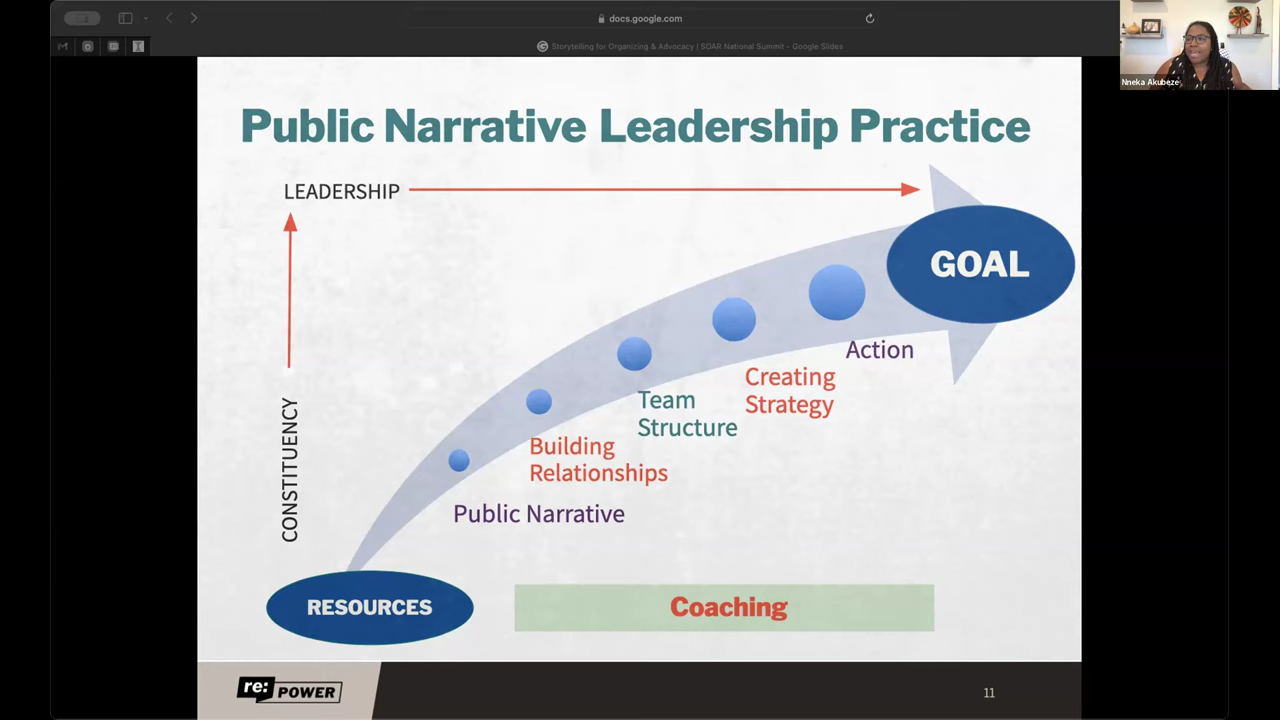 docs.google.com
Storytelling for Organizing & Advocacy | SOAR National Summit - Google Slides
Nneka Akubeze
Public Narrative Leadership Practice
LEADERSHIP
GOAL
Action
Creating
Strategy
Team
Structure
Building
Relationships
Public Narrative
CONSTITUENCY
RESOURCES
Coaching
re:
POWER
11